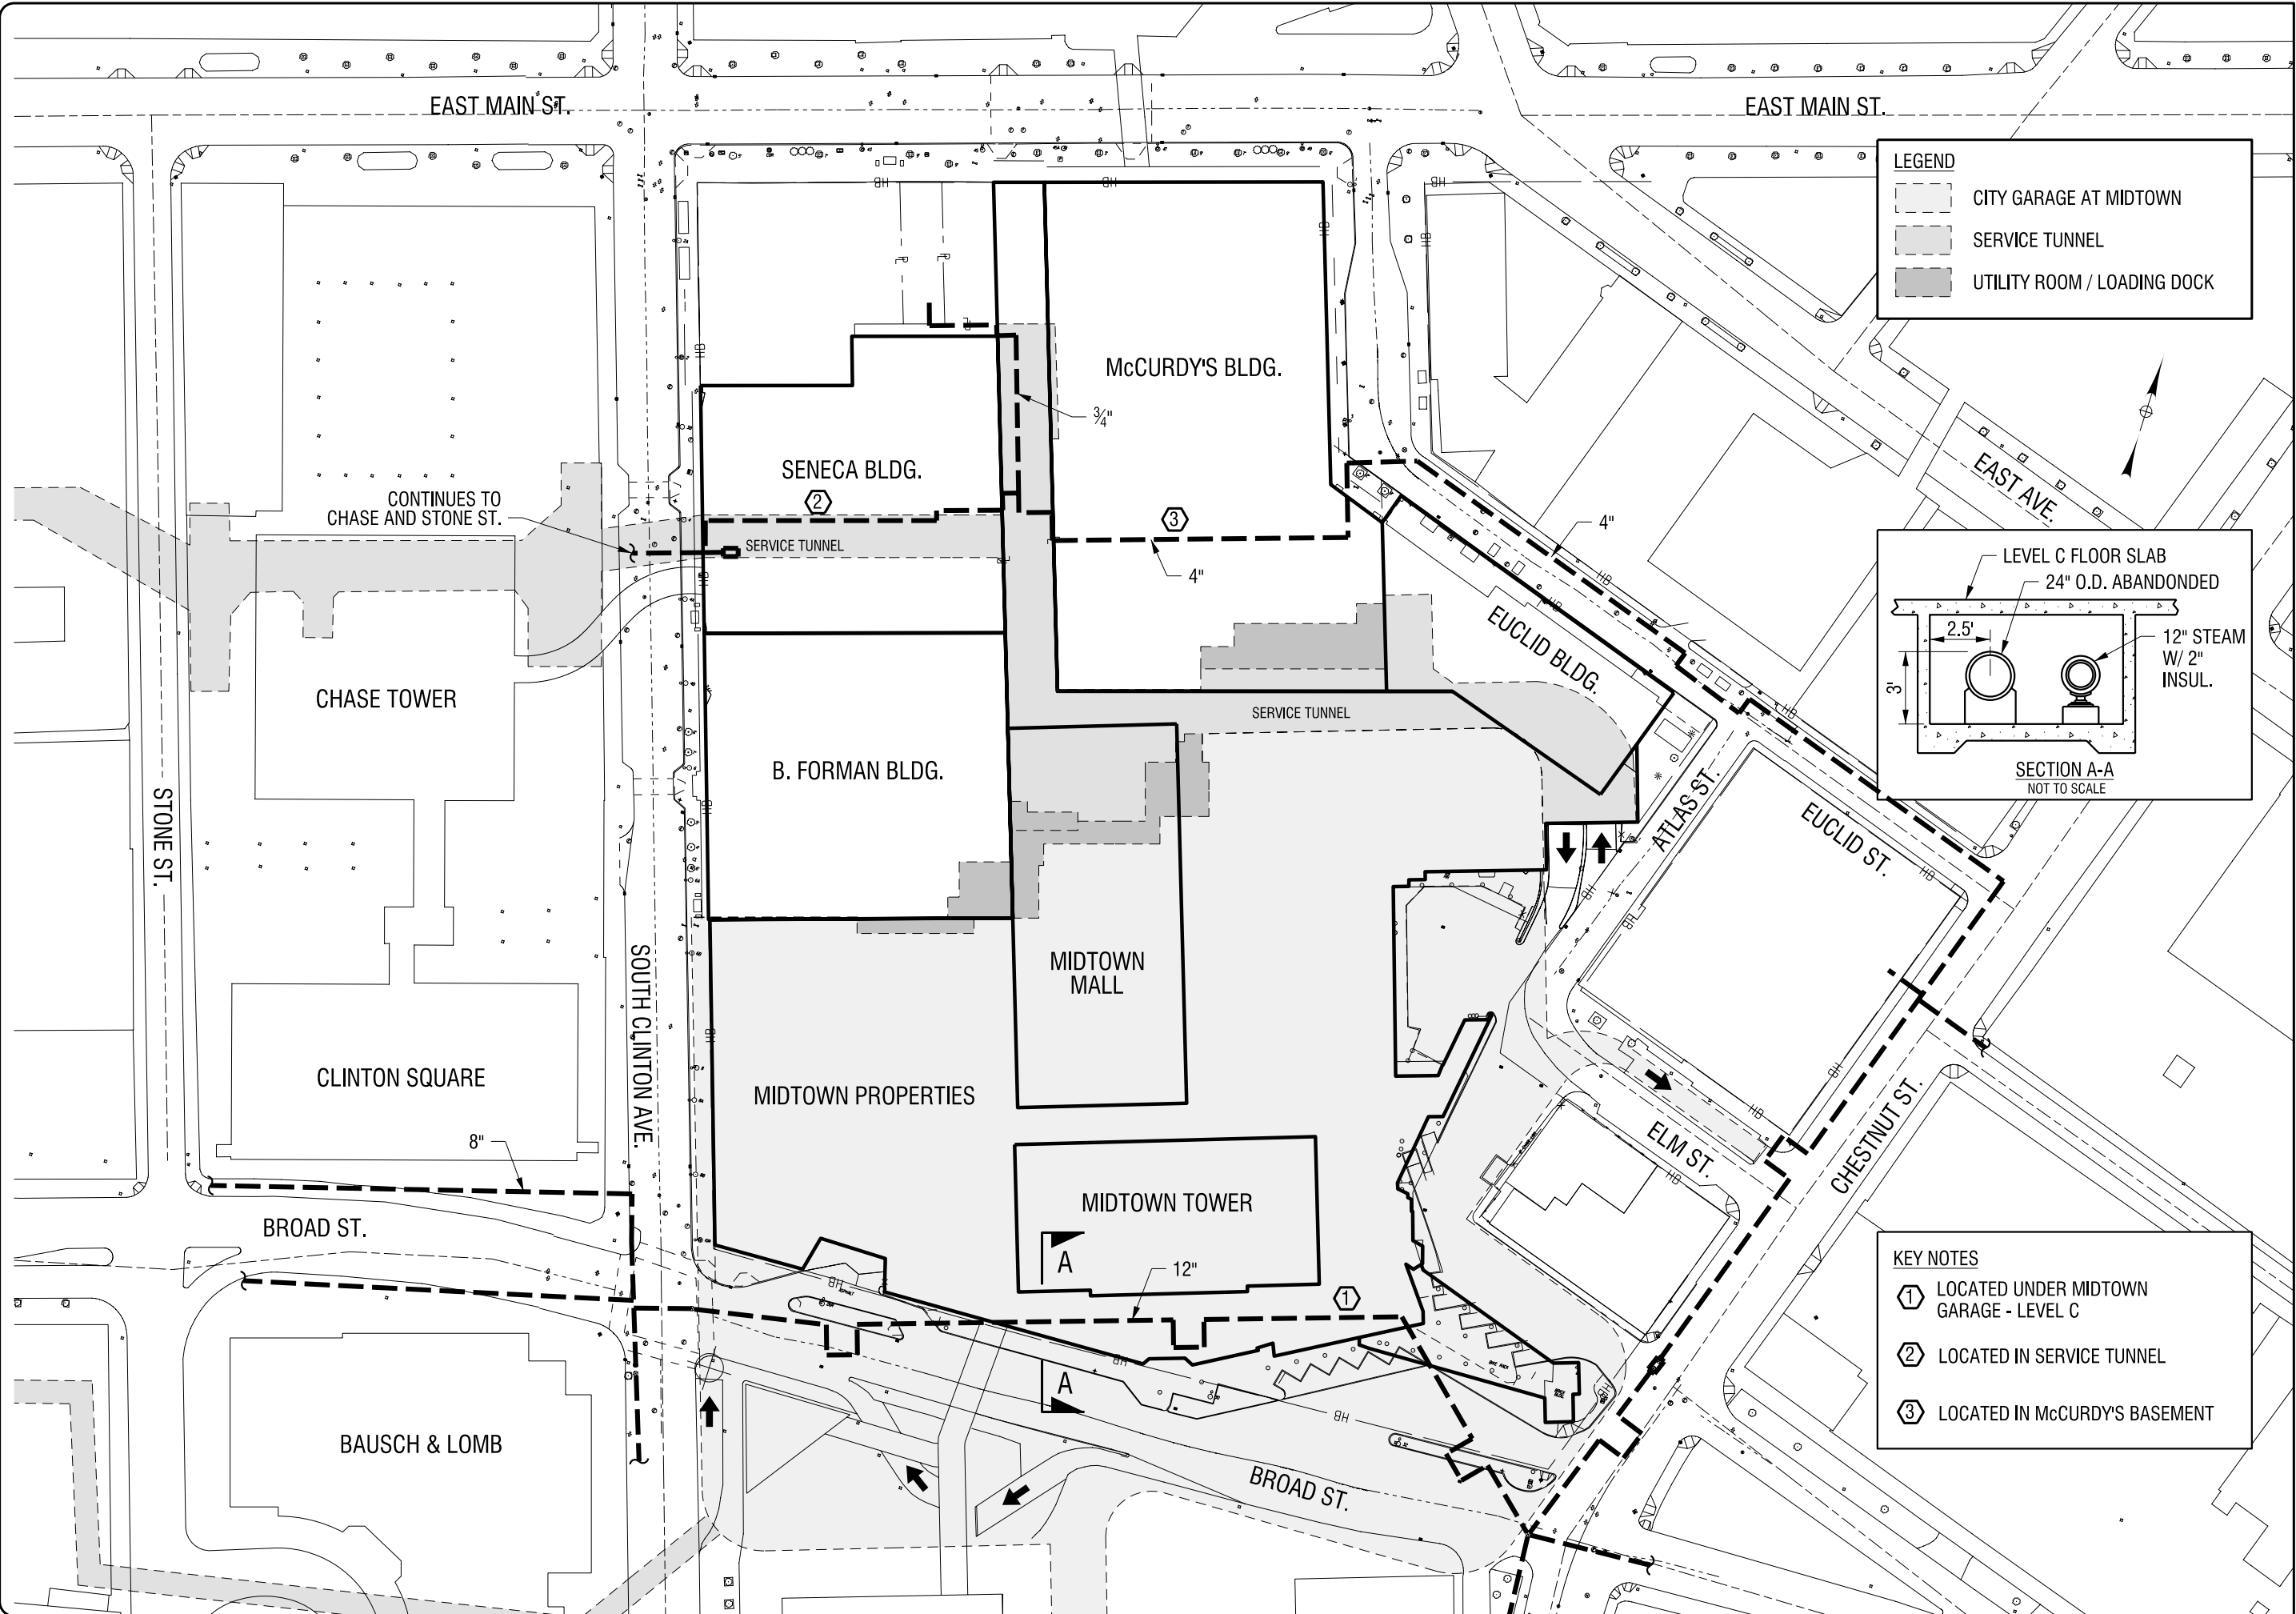 EAST MAIN ST.
EAST MAIN ST.
LEGEND
CITY GARAGE AT MIDTOWN
SERVICE TUNNEL
UTILITY ROOM / LOADING DOCK
McCURDY'S BLDG.
3/4"
SENECA BLDG.
2
CONTINUES TO
CHASE AND STONE ST.
SERVICE TUNNEL
3
4"
4"
EAST AVE.
LEVEL C FLOOR SLAB
24" O.D. ABANDONDED
2.5'
12" STEAM
W/ 2"
INSUL.
3'
SECTION A-A
NOT TO SCALE
EUCLID BLDG.
CHASE TOWER
SERVICE TUNNEL
B. FORMAN BLDG.
STONE ST.
ATLAS ST.
EUCLID ST.
SOUTH CLINTON AVE.
MIDTOWN
MALL
CLINTON SQUARE
MIDTOWN PROPERTIES
8"
ELM ST.
CHESTNUT ST.
MIDTOWN TOWER
BROAD ST.
A
12"
1
A
BROAD ST.
BAUSCH & LOMB
KEY NOTES
1 LOCATED UNDER MIDTOWN
GARAGE - LEVEL C
2 LOCATED IN SERVICE TUNNEL
3 LOCATED IN McCURDY'S BASEMENT